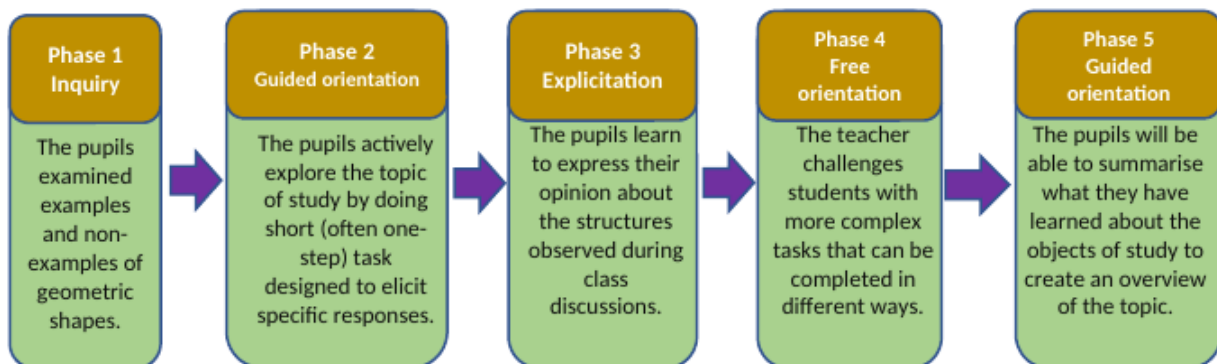 Phase 1
Inquiry
The pupils
examined
examples
and non-
examples of
geometric
shapes.
Phase 2
Guided orientation
The pupils actively
explore the topic
of study by doing
short (often one-
step) task
designed to elicit
specific responses.
Phase 3
Explicitation
The pupils learn
to express their
opinion about
the structures
observed during
class
discussions.
Phase 4
Free
orientation
The teacher
challenges
students with
more complex
tasks that can be
completed in
different ways.
Phase 5
Guided
orientation
The pupils will be
able to summarise
what they have
learned about the
objects of study to
create an overview
of the topic.